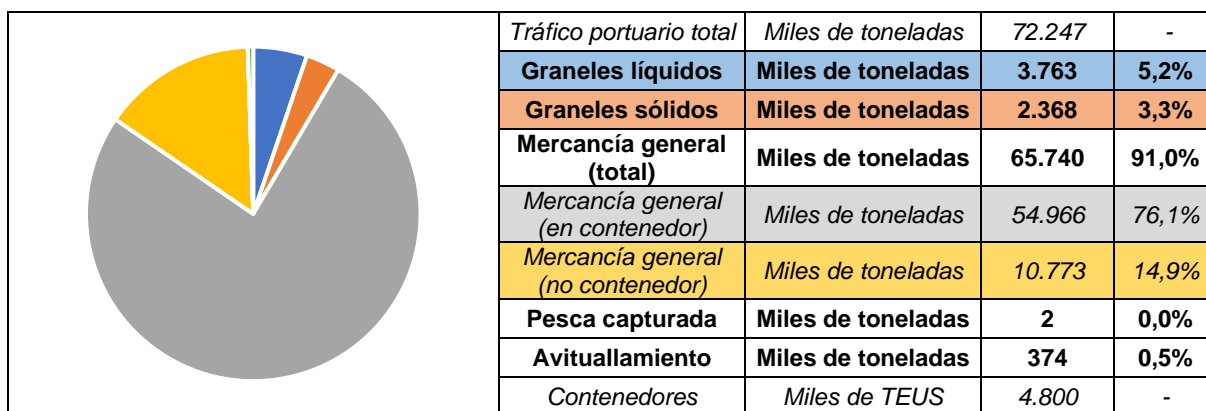 Tráfico portuario total Miles de toneladas 72.247 -
Graneles líquidos Miles de toneladas 3.763 5,2%
Graneles sólidos Miles de toneladas 2.368 3,3%
Mercancía general
(total) Miles de toneladas 65.740 91,0%
Mercancía general
(en contenedor) Miles de toneladas 54.966 76,1%
Mercancía general
(no contenedor) Miles de toneladas 10.773 14,9%
Pesca capturada Miles de toneladas 2 0,0%
Avituallamiento Miles de toneladas 374 0,5%
Contenedores Miles de TEUS 4.800 -